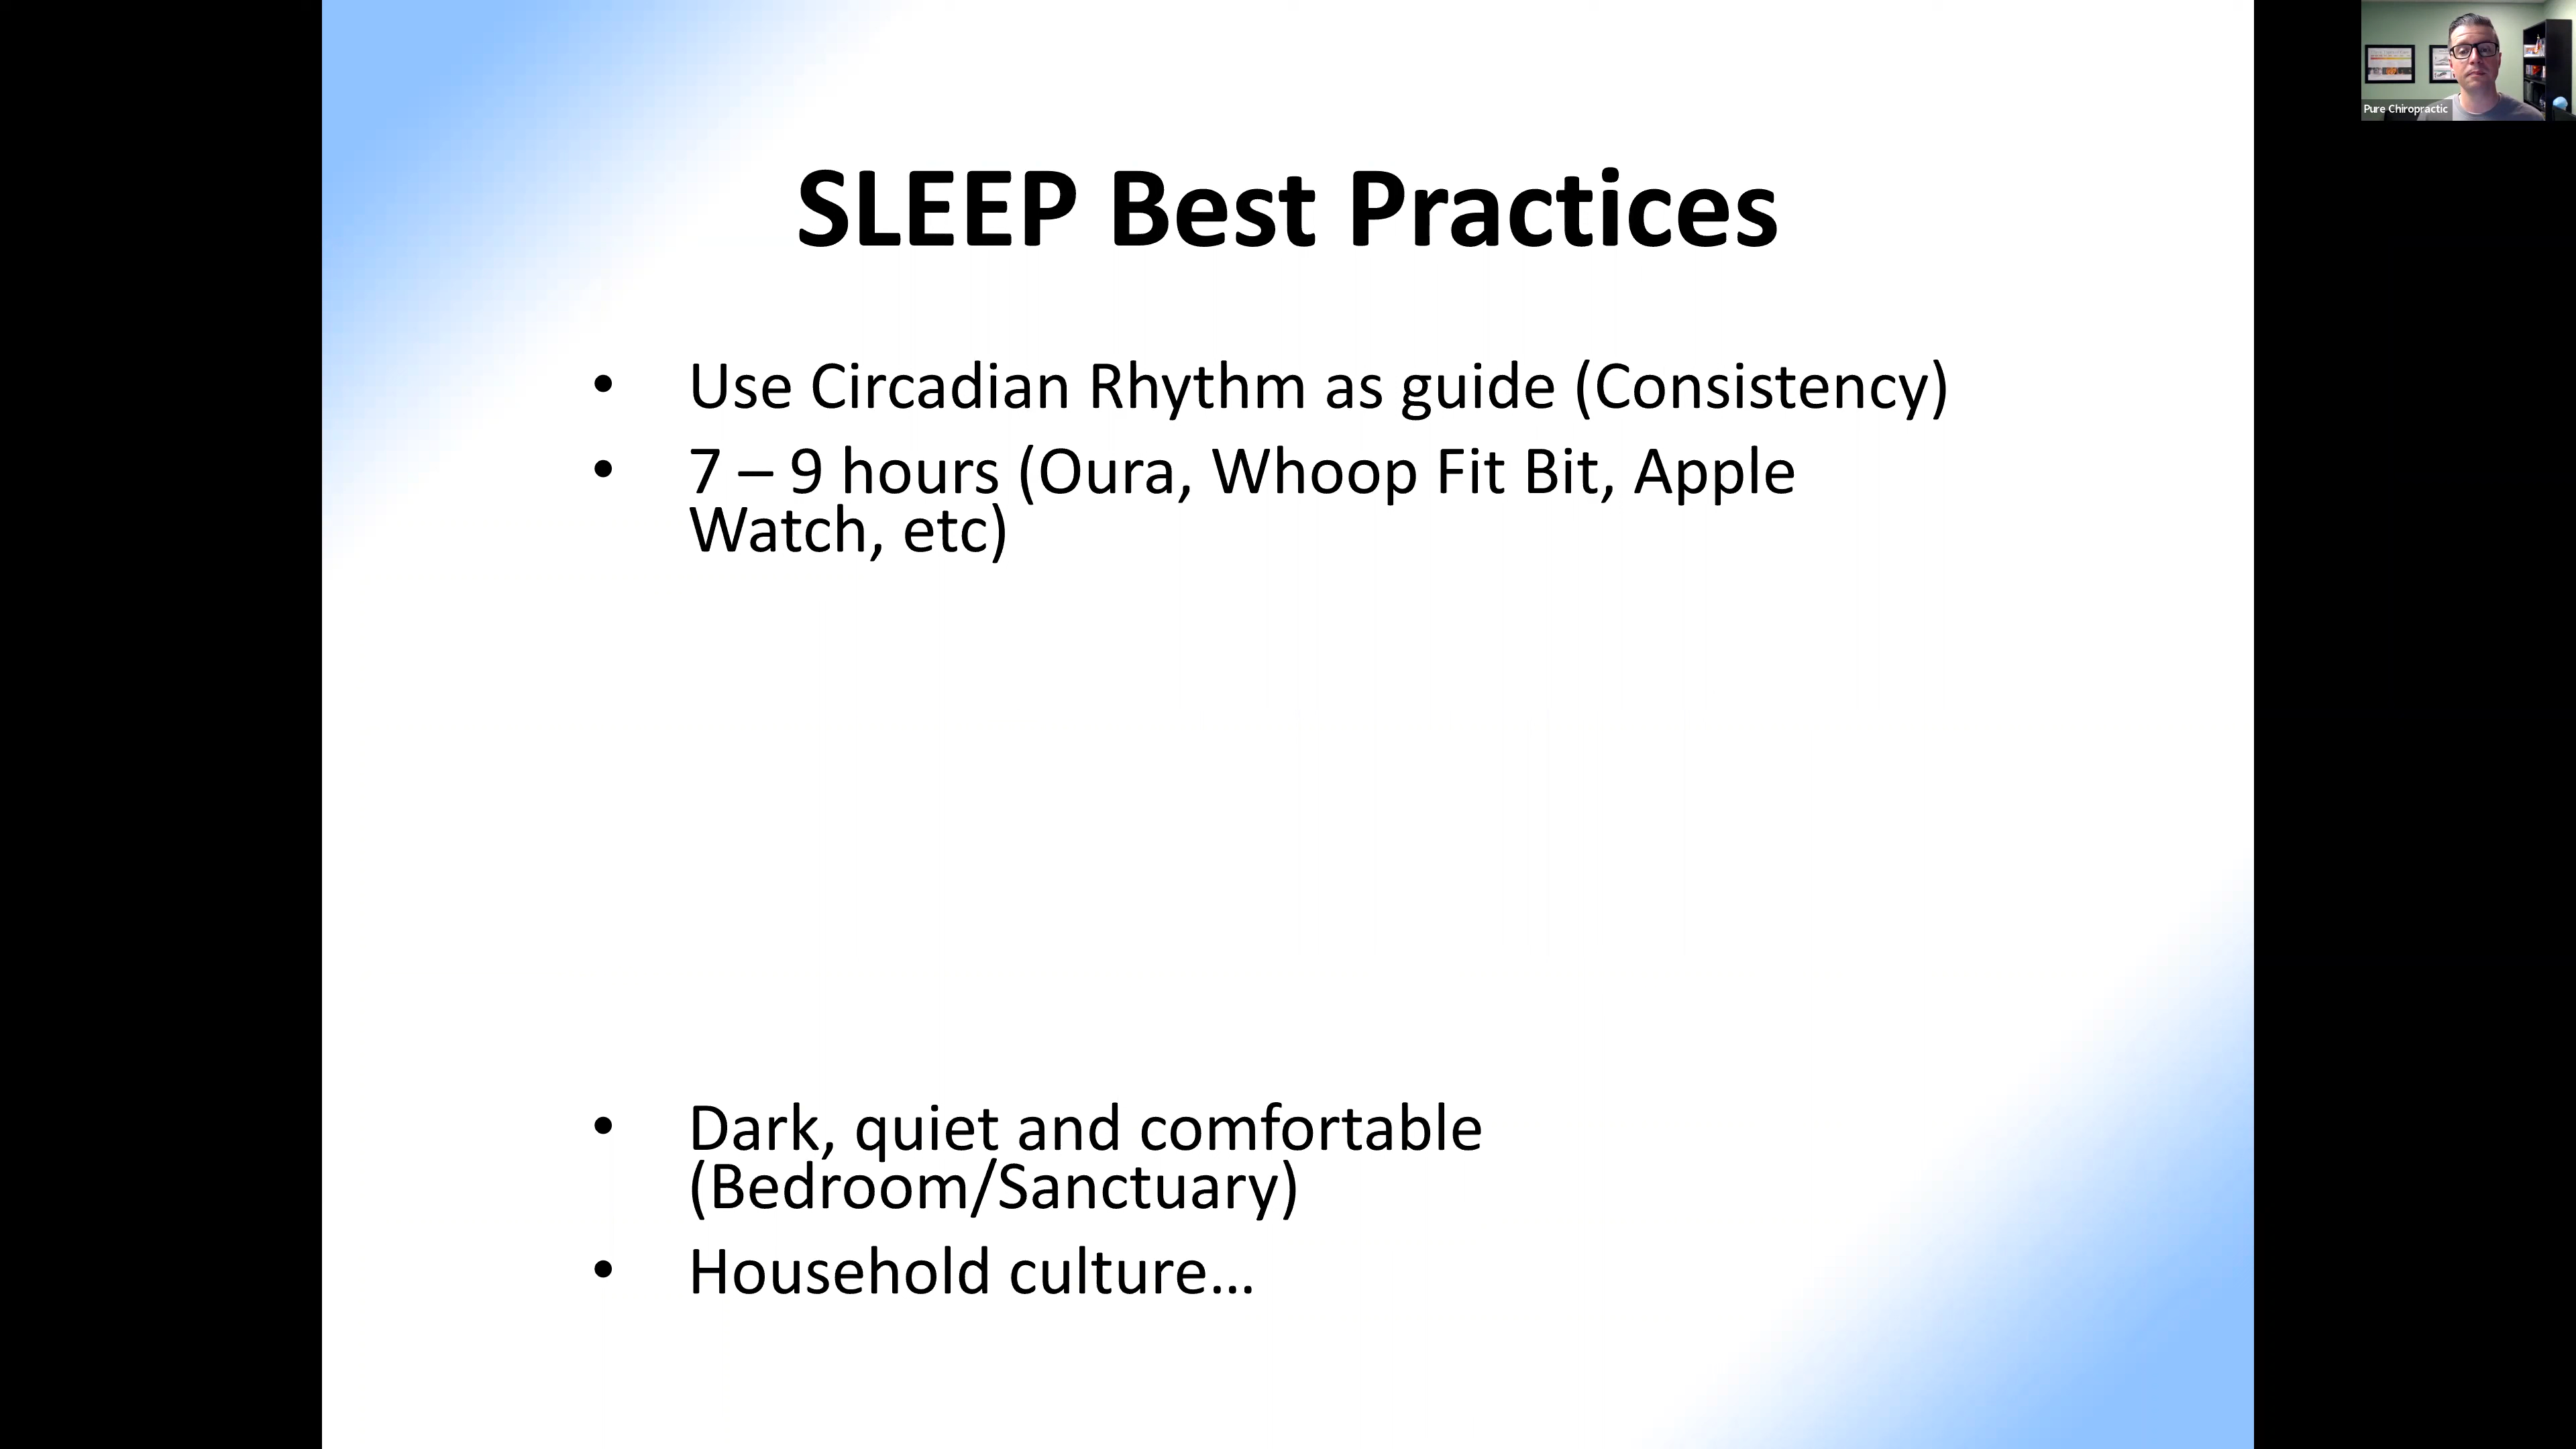 SLEEP Best Practices
• Use Circadian Rhythm as guide (Consistency)
• 7 – 9 hours (Oura, Whoop Fit Bit, Apple
Watch, etc)
• Dark, quiet and comfortable
(Bedroom/Sanctuary)
• Household culture...
Pure Chiropractic